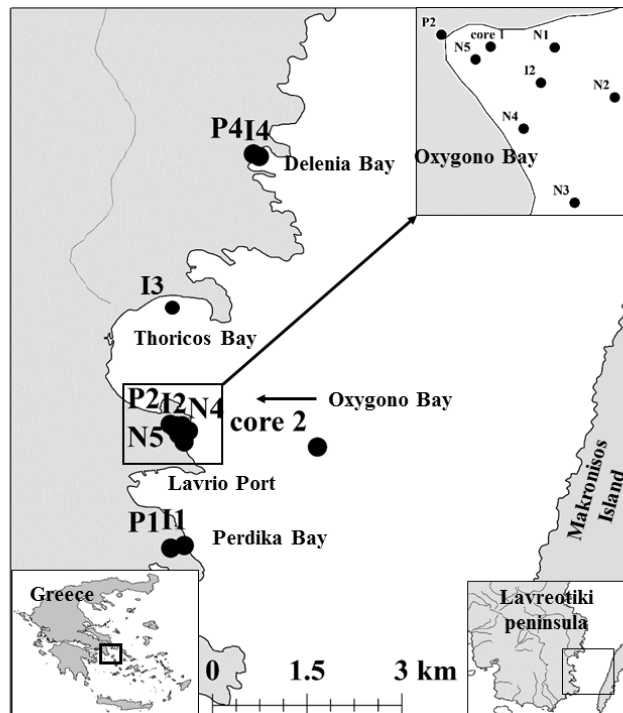 P2
core 1
N1
N5
I2
N2
N4
Oxygono Bay
N3
P4 I4
Delenia Bay
I3
Thoricos Bay
P2 I2 N4
Oxygono Bay
N5
core 2
Lavrio Port
P1 I1
Perdika Bay
Makronisos
Island
Greece
Lavreotiki
peninsula
0 1.5 3 km